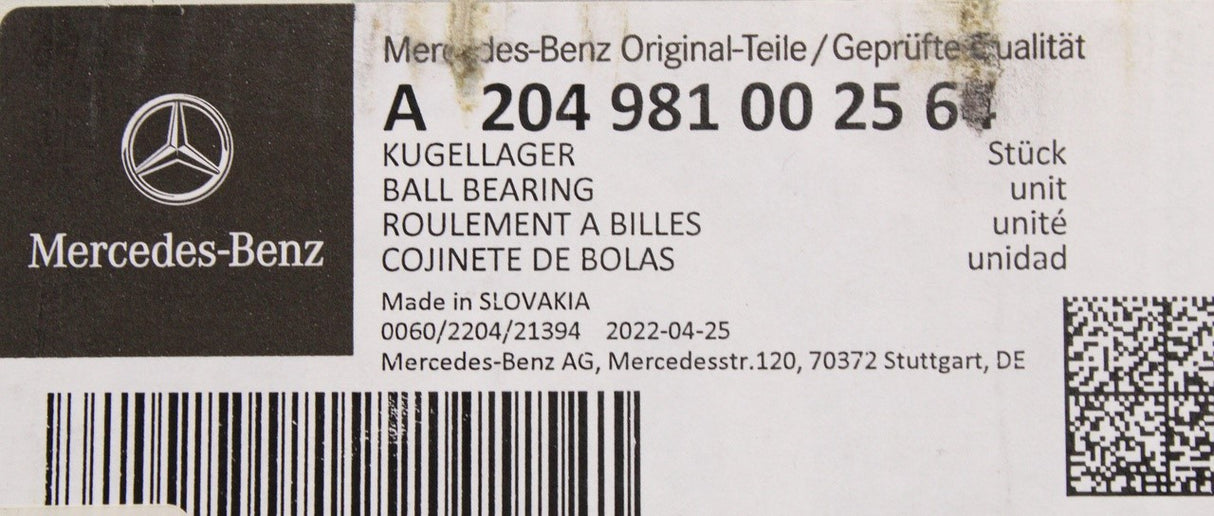 Mercedes-Benz Original-Teile/Geprüfte Qualität
A 204 981 00 25 64
KUGELLAGER Stück
BALL BEARING unit
ROULEMENT A BILLES unité
COJINETE DE BOLAS unidad
Made in SLOVAKIA
0060/2204/21394 2022-04-25
Mercedes-Benz AG, Mercedesstr.120, 70372 Stuttgart, DE
Mercedes-Benz